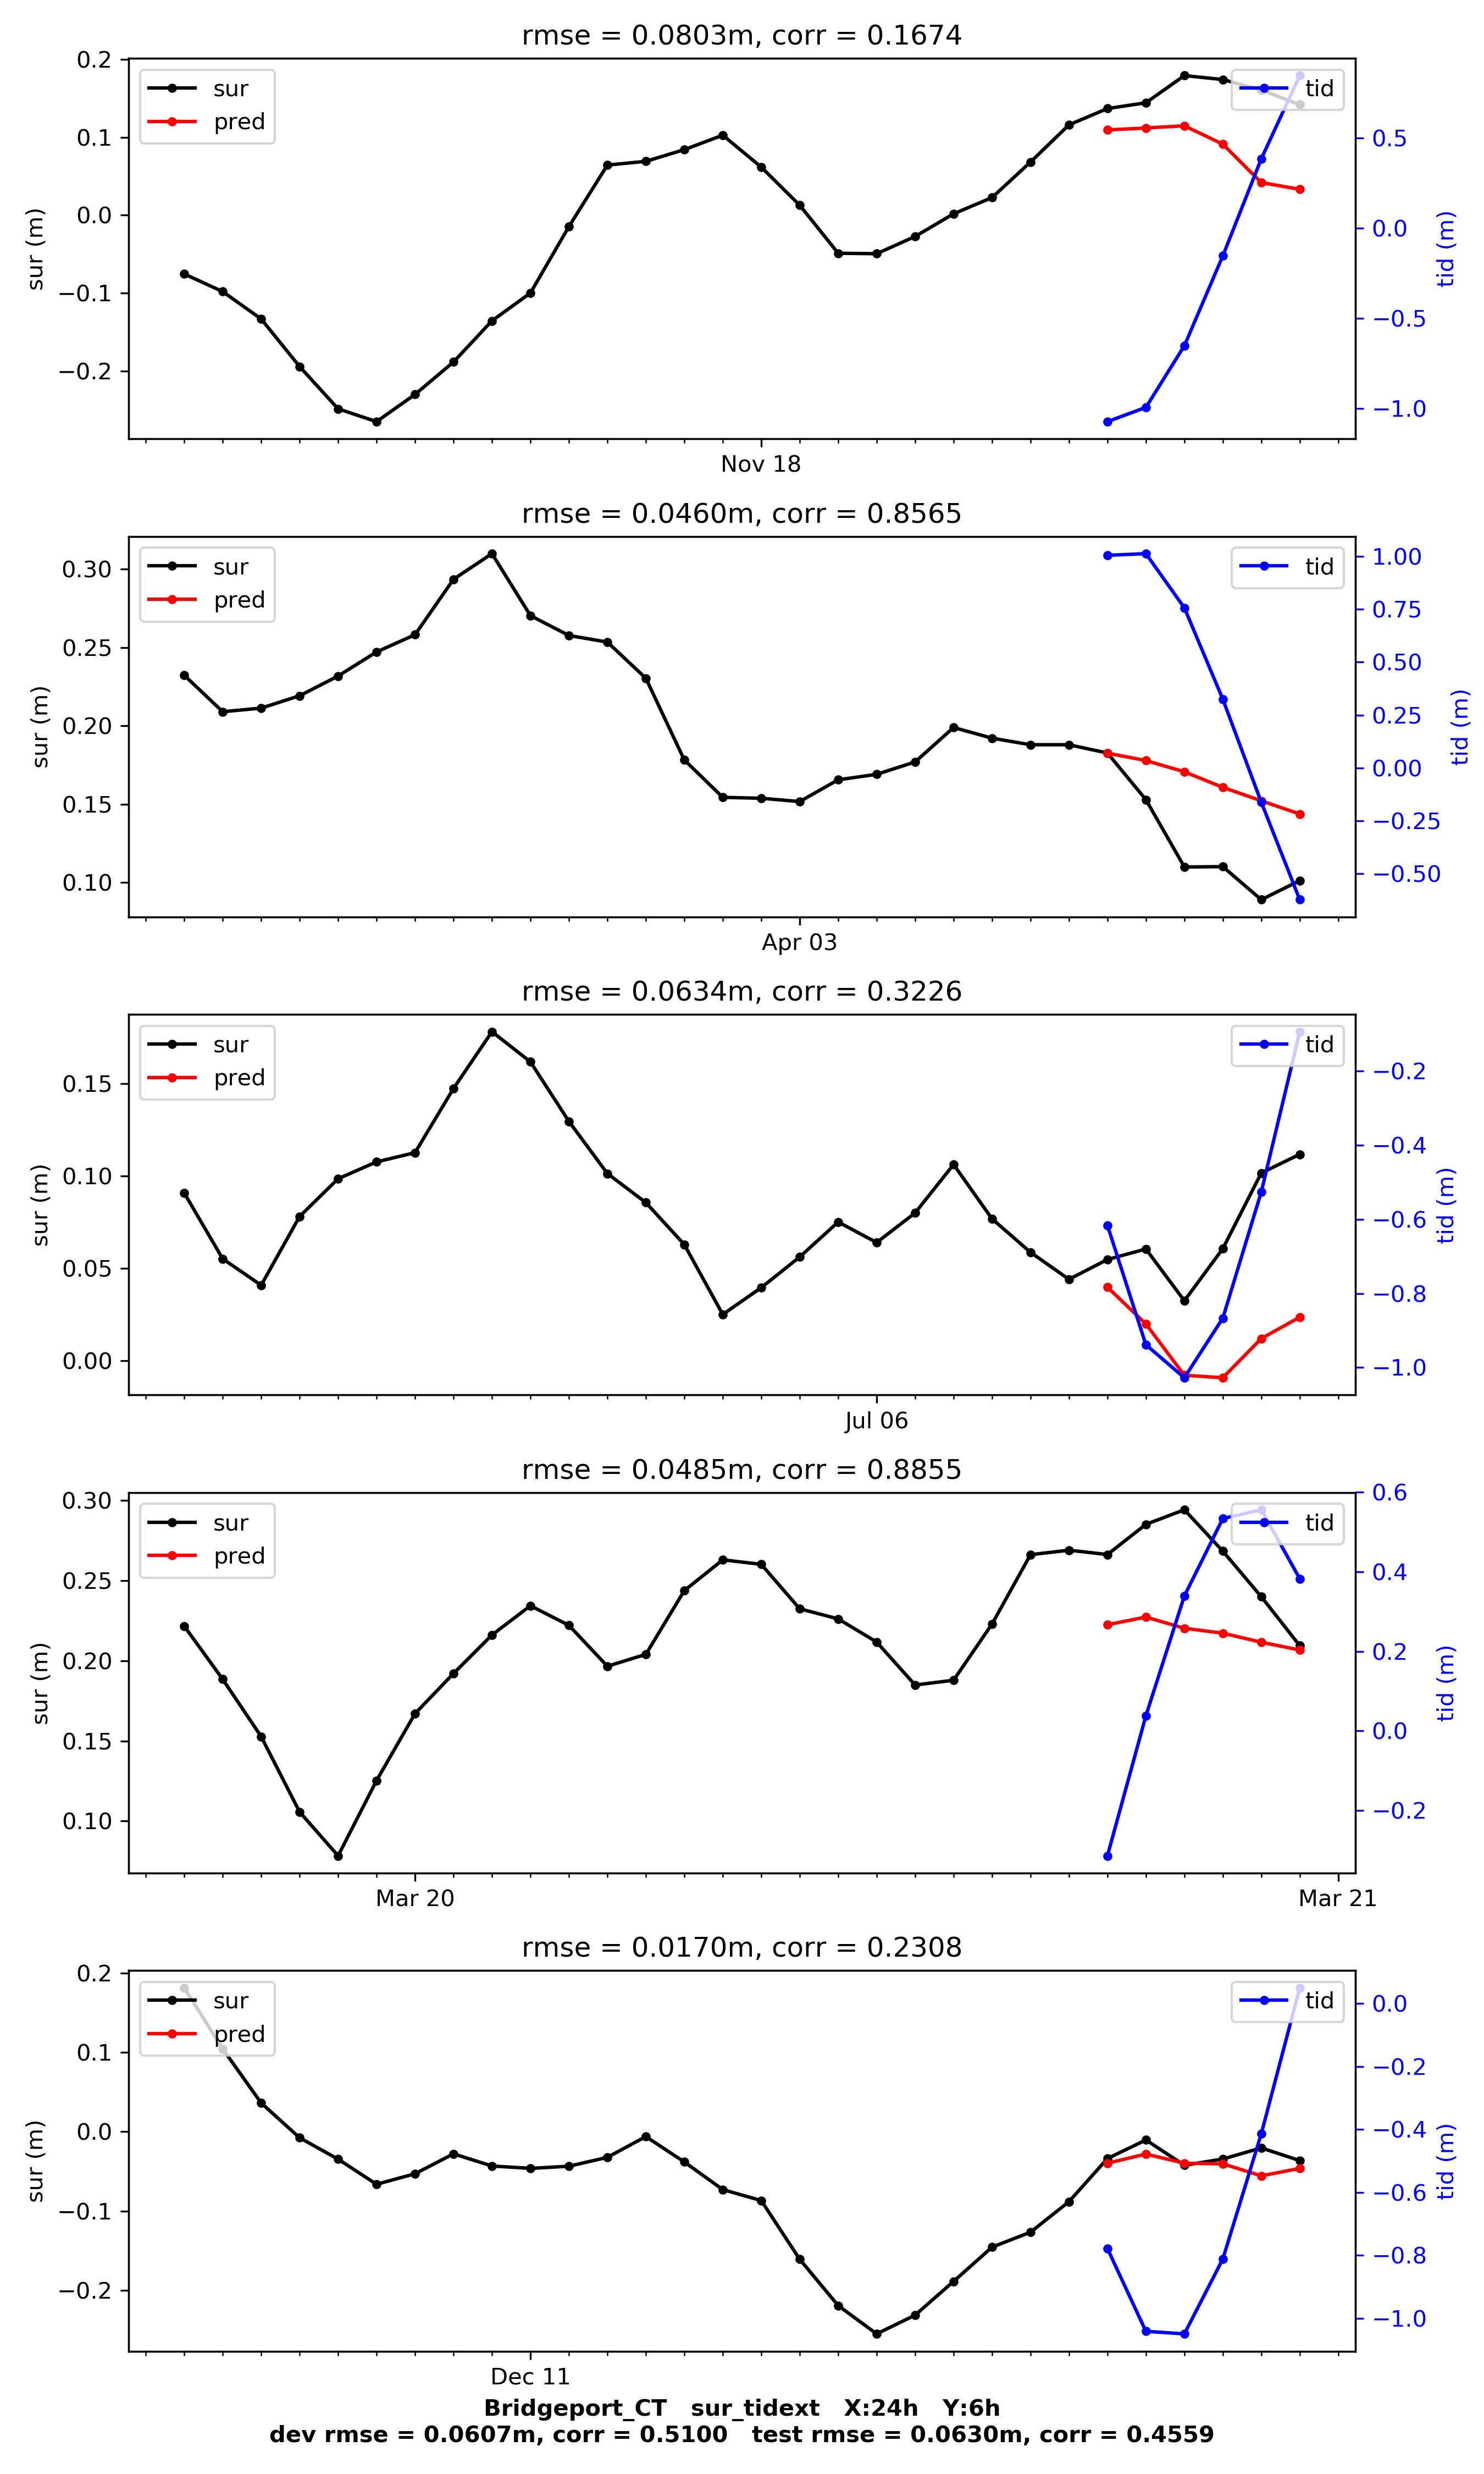 rmse = 0.0803m, corr = 0.1674
sur
pred
tid
0.2
0.1
0.0
−0.1
−0.2
sur (m)
0.5
0.0
−0.5
−1.0
tid (m)
Nov 18
rmse = 0.0460m, corr = 0.8565
sur
pred
tid
0.30
0.25
0.20
0.15
0.10
sur (m)
1.00
0.75
0.50
0.25
0.00
−0.25
−0.50
tid (m)
Apr 03
rmse = 0.0634m, corr = 0.3226
sur
pred
tid
0.15
0.10
0.05
0.00
sur (m)
−0.2
−0.4
−0.6
−0.8
−1.0
tid (m)
Jul 06
rmse = 0.0485m, corr = 0.8855
sur
pred
tid
0.30
0.25
0.20
0.15
0.10
sur (m)
0.6
0.4
0.2
0.0
−0.2
tid (m)
Mar 20
Mar 21
rmse = 0.0170m, corr = 0.2308
sur
pred
tid
0.2
0.1
0.0
−0.1
−0.2
sur (m)
0.0
−0.2
−0.4
−0.6
−0.8
−1.0
tid (m)
Dec 11
Bridgeport_CT sur_tidext X:24h Y:6h
dev rmse = 0.0607m, corr = 0.5100 test rmse = 0.0630m, corr = 0.4559